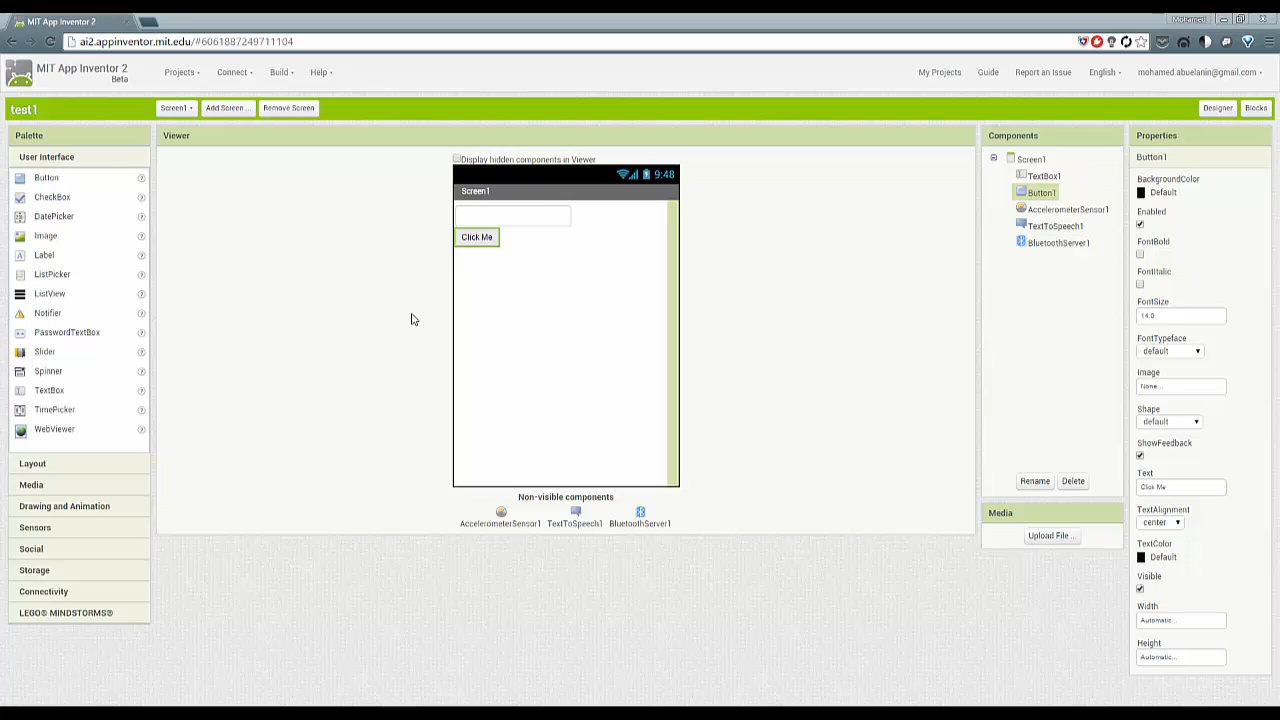 MIT App Inventor 2
Mohamed
ai2.appinventor.mit.edu/#6061887249711104
MIT App Inventor 2
Beta
Projects
Connect
Build
Help
My Projects
Guide
Report an Issue
English
mohamed.abuelanin@gmail.com
test1
Screen1
Add Screen ...
Remove Screen
Designer
Blocks
Palette
User Interface
Button
CheckBox
DatePicker
Image
Label
ListPicker
ListView
Notifier
PasswordTextBox
Slider
Spinner
TextBox
TimePicker
WebViewer
Layout
Media
Drawing and Animation
Sensors
Social
Storage
Connectivity
LEGO® MINDSTORMS®
Viewer
Display hidden components in Viewer
9:48
Screen1
Click Me
Non-visible components
AccelerometerSensor1
TextToSpeech1
BluetoothServer1
Components
Screen1
TextBox1
Button1
AccelerometerSensor1
TextToSpeech1
BluetoothServer1
Rename
Delete
Media
Upload File ...
Properties
Button1
BackgroundColor
Default
Enabled
FontBold
FontItalic
FontSize
14.0
FontTypeface
default
Image
None...
Shape
default
ShowFeedback
Text
Click Me
TextAlignment
center
TextColor
Default
Visible
Width
Automatic...
Height
Automatic...